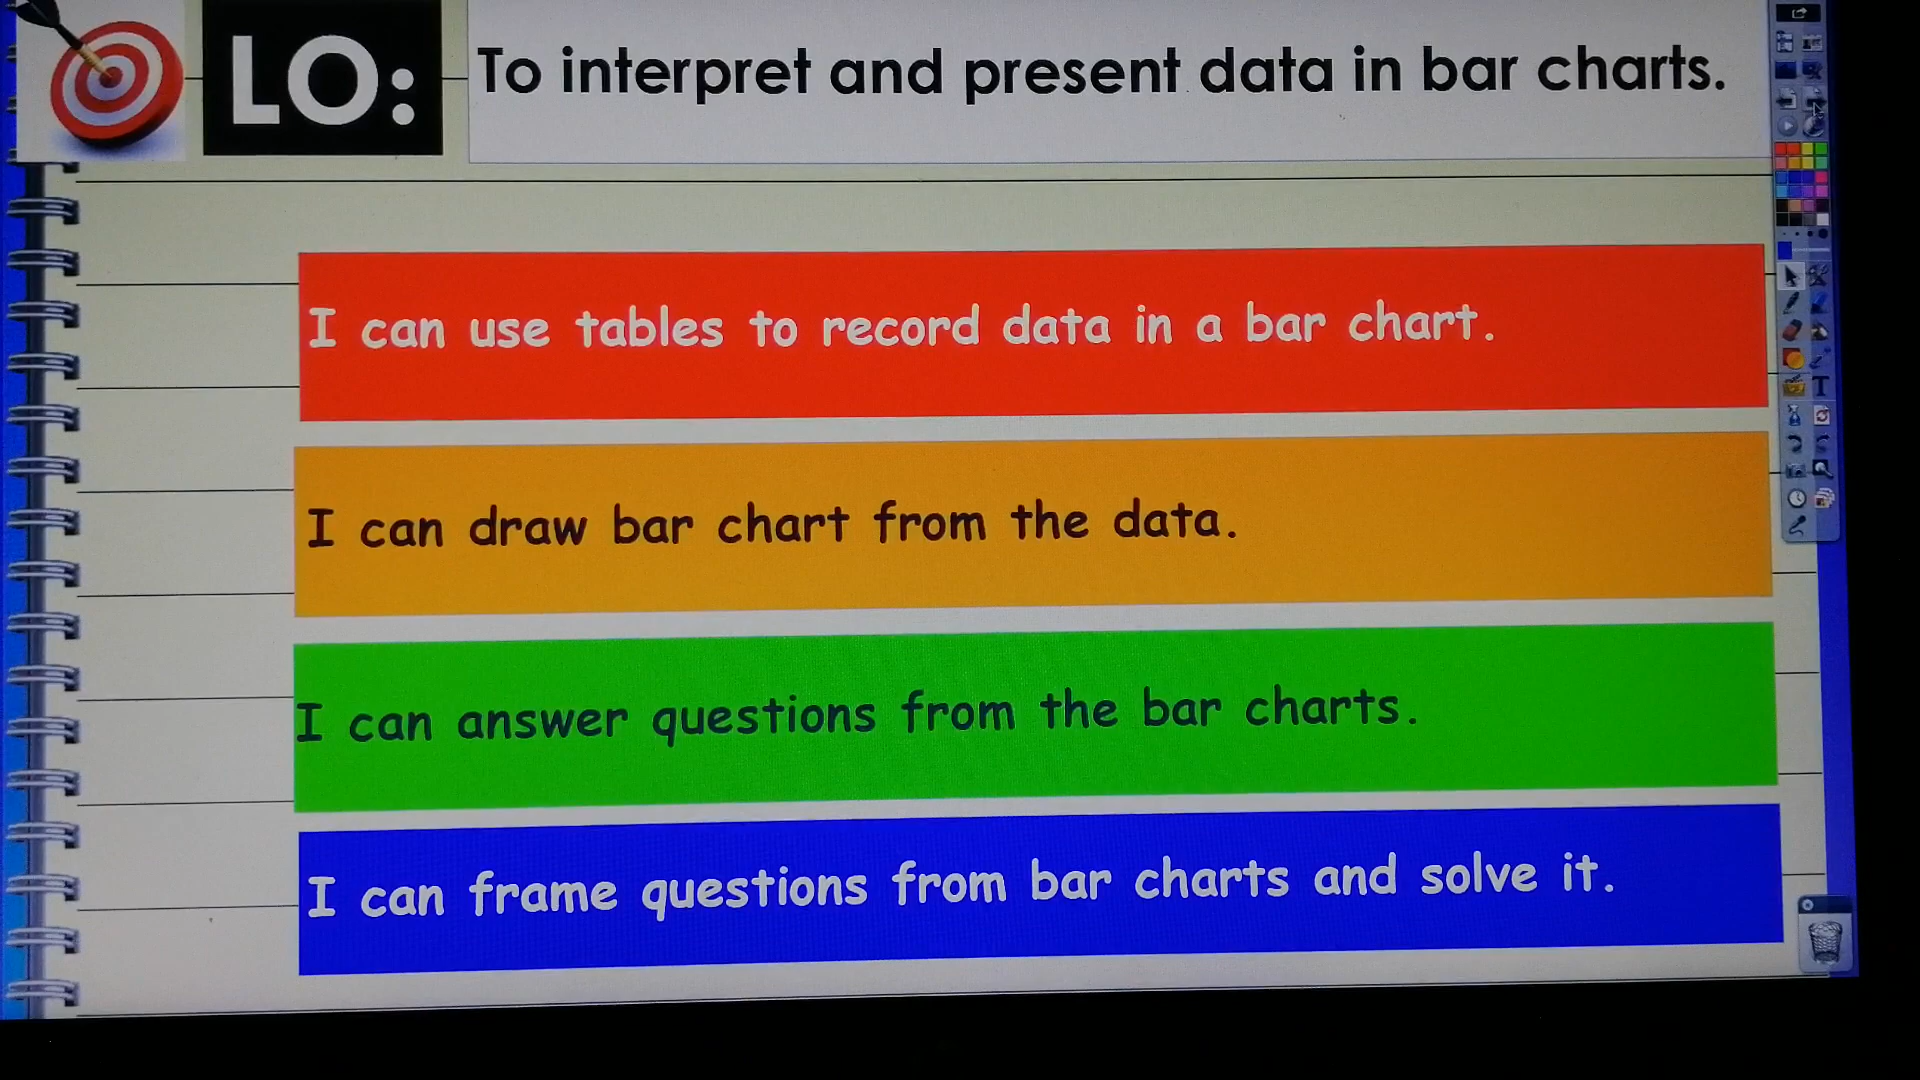 LO: To interpret and present data in bar charts.
I can use tables to record data in a bar chart.
I can draw bar chart from the data.
I can answer questions from the bar charts.
I can frame questions from bar charts and solve it.
T